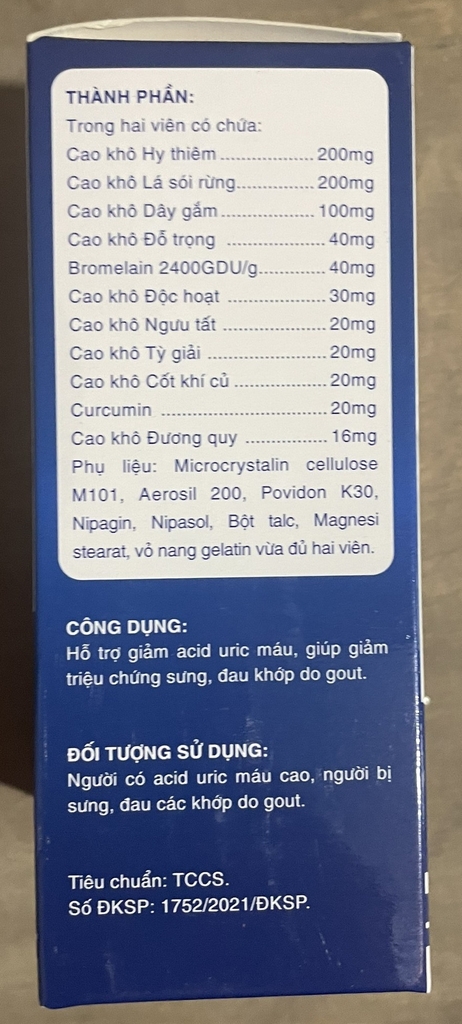 THÀNH PHẦN:
Trong hai viên có chứa:
Cao khô Hy thiêm.................200mg
Cao khô Lá sói rừng..............200mg
Cao khô Dây gắm................. 100mg
Cao khô Đỗ trọng ..................40mg
Bromelain 2400GDU/g............40mg
Cao khô Độc hoạt ..................30mg
Cao khô Ngưu tất ...................20mg
Cao khô Tỳ giải ......................20mg
Cao khô Cốt khí củ .................20mg
Curcumin ..............................20mg
Cao khô Đương quy ............... 16mg
Phụ liệu: Microcrystalin cellulose
M101, Aerosil 200, Povidon K30,
Nipagin, Nipasol, Bột talc, Magnesi
stearat, vỏ nang gelatin vừa đủ hai viên.
CÔNG DỤNG:
Hỗ trợ giảm acid uric máu, giúp giảm
triệu chứng sưng, đau khớp do gout.
ĐỐI TƯỢNG SỬ DỤNG:
Người có acid uric máu cao, người bị
sưng, đau các khớp do gout.
Tiêu chuẩn: TCCS.
Số ĐKSP: 1752/2021/ĐKSP.